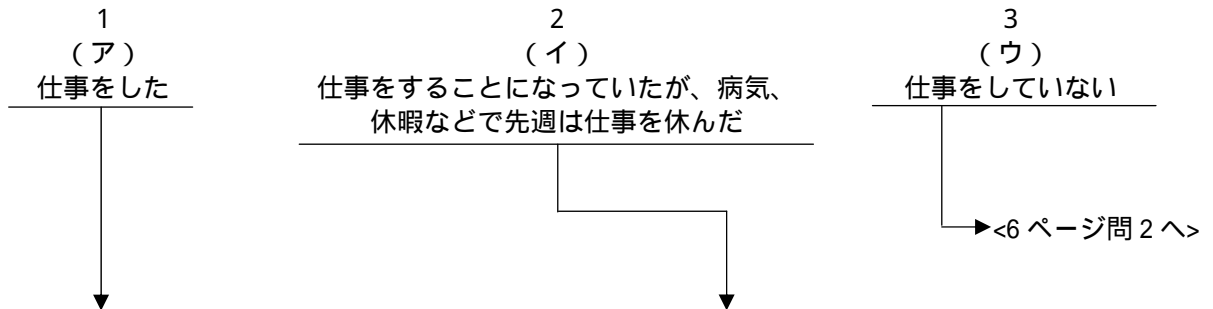 1
(ア)
仕事をした
2
(イ)
仕事をすることになっていたが、病気、
休暇などで先週は仕事を休んだ
3
(ウ)
仕事をしていない
<6 ページ問 2 へ>